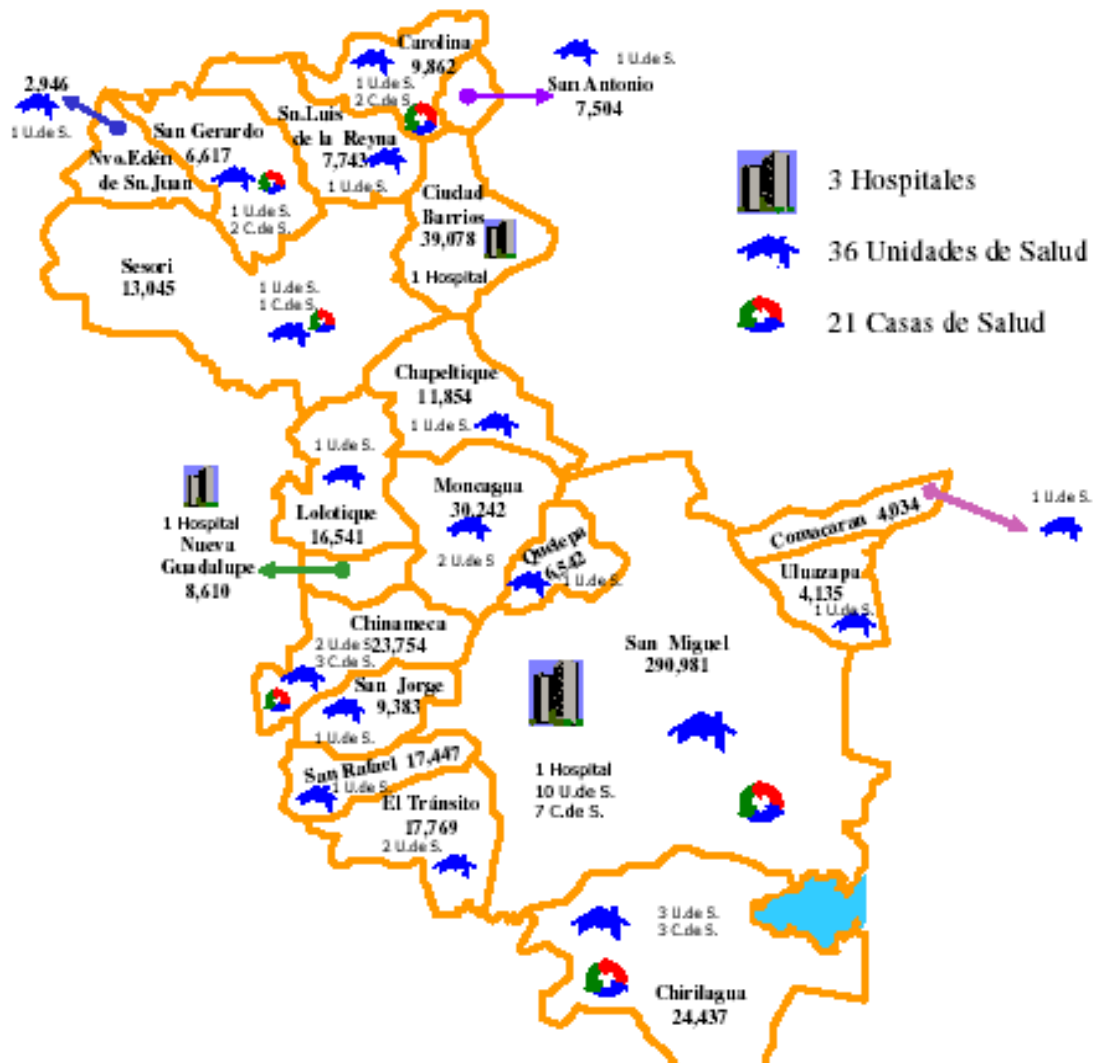 Carolina
9,862
1 U.de S.
2 C.de S.
1 U.de S.
San Antonio
7,504
2,946
1 U.de S.
Nvo.Edén
de Sn.Juan
San Gerardo
6,617
1 U.de S.
2 C.de S.
Sn.Luis
de la Reyna
7,743
1 U.de S.
Ciudad
Barrios
39,078
1 Hospital
3 Hospitales
36 Unidades de Salud
21 Casas de Salud
Sesori
13,045
1 U.de S.
1 C.de S.
Chapeltique
11,854
1 U.de S.
1 U.de S.
Lolotique
16,541
1 Hospital
Nueva
Guadalupe
8,610
Moncagua
30,242
2 U.de S
Quelepa
6,542
1 U.de S.
Comacaran 4,034
1 U.de S.
Uluazapa
4,135
1 U.de S.
Chinameca
23,754
2 U.de S
3 C.de S.
San Jorge
9,383
1 U.de S.
San Rafael 17,447
1 U.de S.
El Tránsito
17,769
2 U.de S.
San Miguel
290,981
1 Hospital
10 U.de S.
7 C.de S.
3 U.de S.
3 C.de S.
Chirilagua
24,437